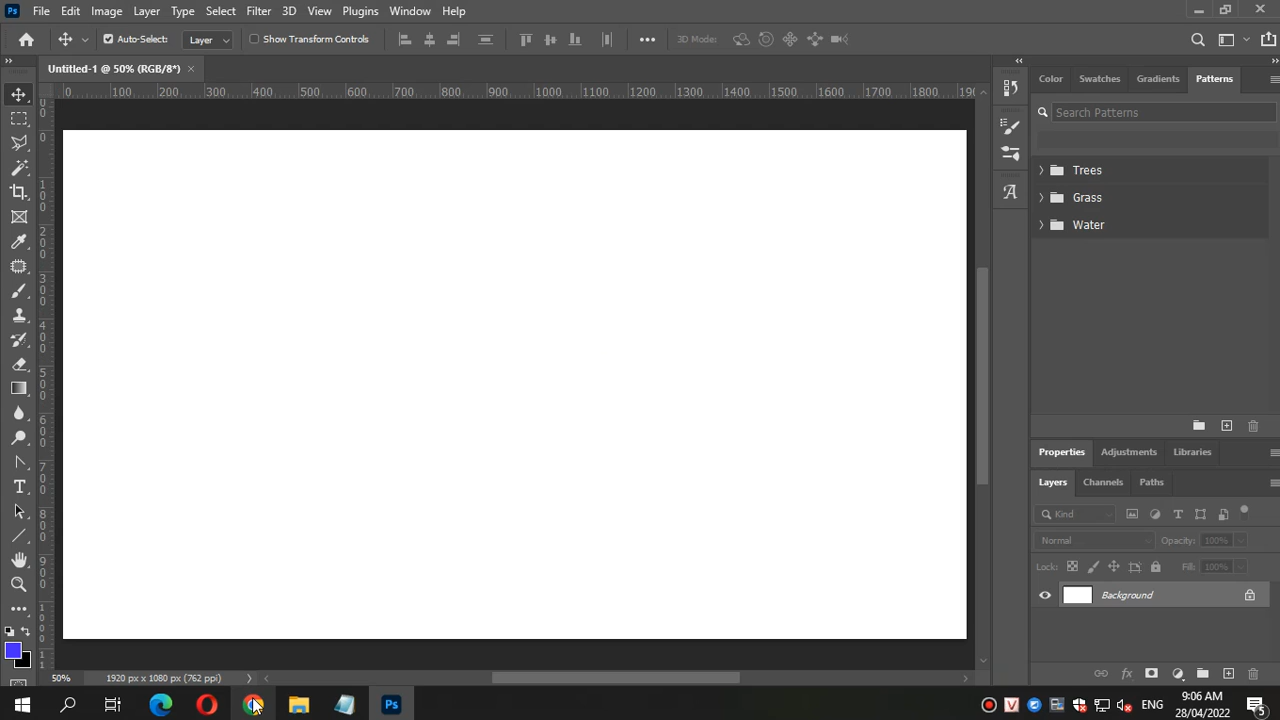 Ps File Edit Image Layer Type Select Filter 3D View Plugins Window Help
Auto-Select: Layer Show Transform Controls 3D Mode:
Untitled-1 @ 50% (RGB/8*)
0 100 200 300 400 500 600 700 800 900 1000 1100 1200 1300 1400 1500 1600 1700 1800 190
Color Swatches Gradients Patterns
Search Patterns
Trees
Grass
Water
Properties Adjustments Libraries
Layers Channels Paths
Kind
Normal Opacity: 100%
Lock: Fill: 100%
Background
50% 1920 px x 1080 px (762 ppi)
Ps ENG 9:06 AM
28/04/2022 5